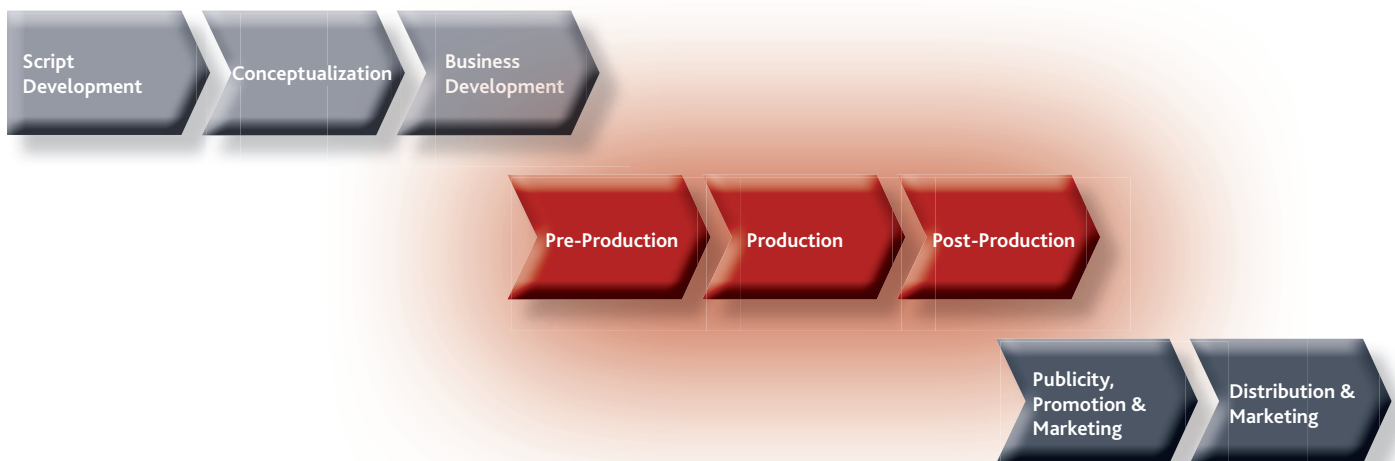 Script
Development
Conceptualization
Business
Development
Pre-Production
Production
Post-Production
Publicity,
Promotion &
Marketing
Distribution &
Marketing